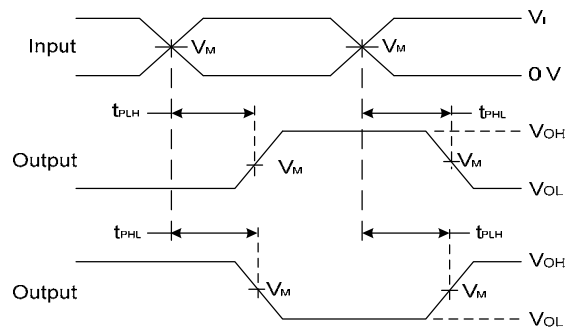 VI
Input VM VM
0 V
tPLH tPHL
VOH
Output VM VM
VOL
tPHL tPLH
VOH
Output VM VM
VOL